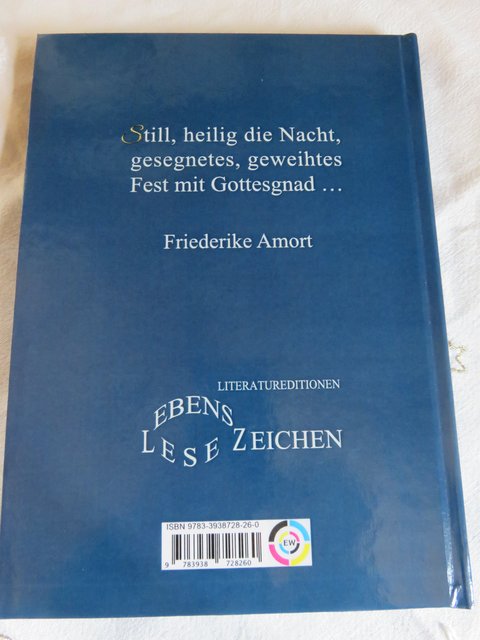 Still, heilig die Nacht,
gesegnetes, geweihtes
Fest mit Gottesgnad ...
Friederike Amort
LITERATUREDITIONEN
EBENS
LESE ZEICHEN
ISBN 9783-3938728-26-0
EW
9 783938 728260